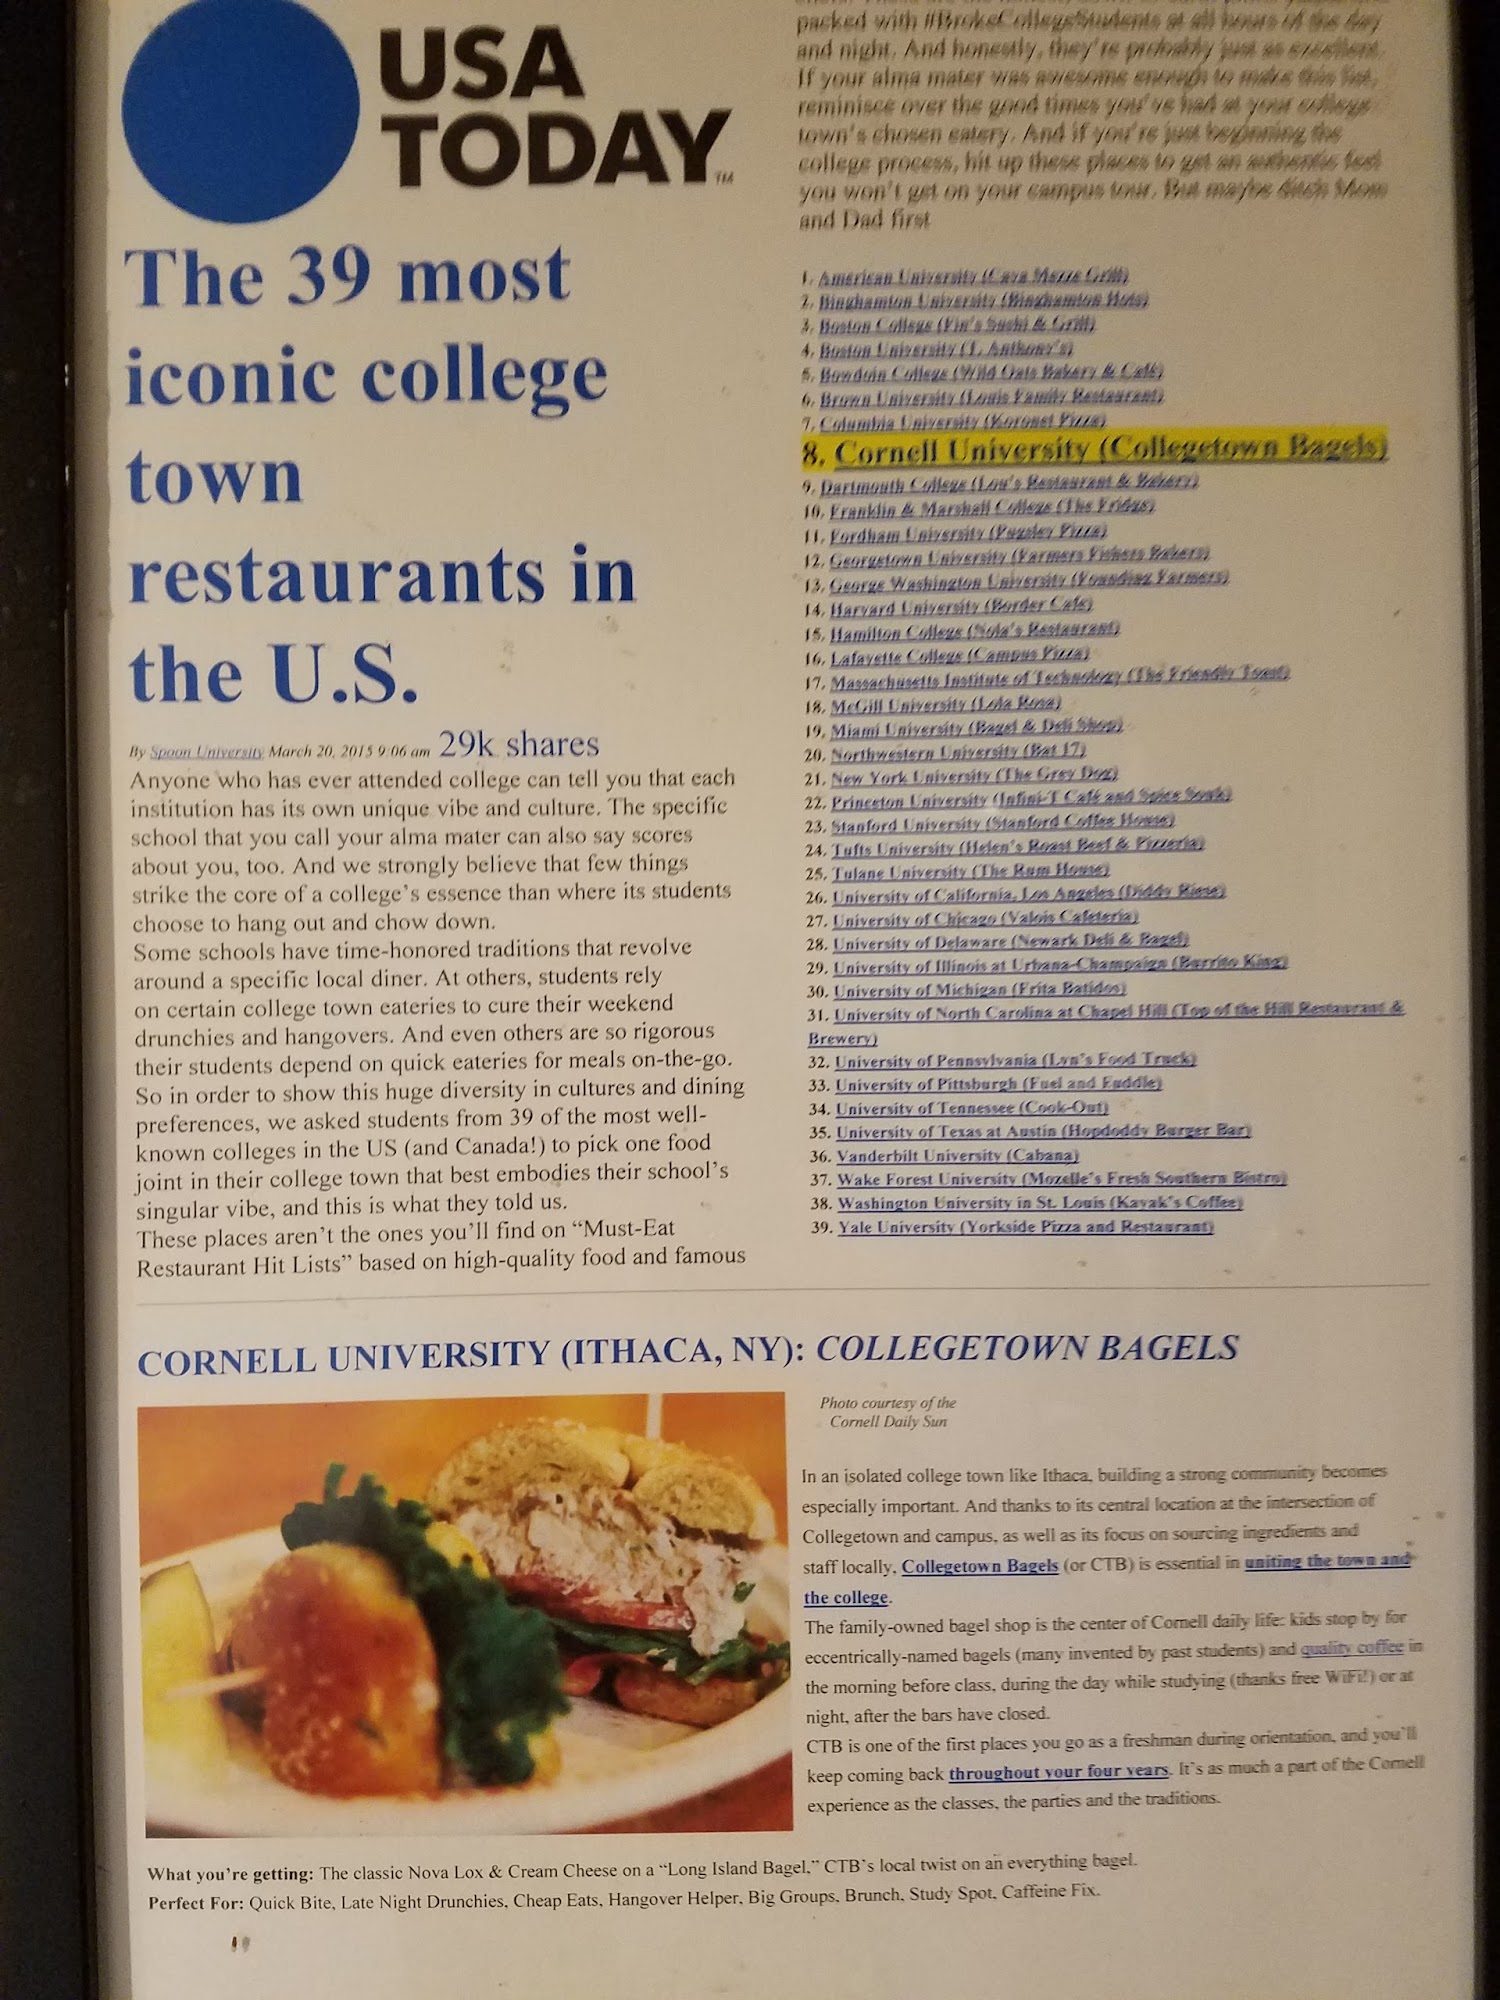 USA
TODAY™
The 39 most
iconic college
town
restaurants in
the U.S.
By Spoon University March 20, 2015 9:06 am 29k shares
Anyone who has ever attended college can tell you that each
institution has its own unique vibe and culture. The specific
school that you call your alma mater can also say scores
about you, too. And we strongly believe that few things
strike the core of a college's essence than where its students
choose to hang out and chow down.
Some schools have time-honored traditions that revolve
around a specific local diner. At others, students rely
on certain college town eateries to cure their weekend
drunchies and hangovers. And even others are so rigorous
their students depend on quick eateries for meals on-the-go.
So in order to show this huge diversity in cultures and dining
preferences, we asked students from 39 of the most well-
known colleges in the US (and Canada!) to pick one food
joint in their college town that best embodies their school's
singular vibe, and this is what they told us.
These places aren't the ones you'll find on “Must-Eat
Restaurant Hit Lists” based on high-quality food and famous
packed with #BrokeCollegeStudents at all hours of the day
and night. And honestly, they're probably just as excellent.
If your alma mater was awesome enough to make this list,
reminisce over the good times you've had at your college
town's chosen eatery. And if you're just beginning the
college process, hit up these places to get an authentic feel
you won't get on your campus tour. But maybe ditch Mom
and Dad first
1. American University (Cava Mezze Grill)
2. Binghamton University (Binghamton Hots)
3. Boston College (Fin's Sushi & Grill)
4. Boston University (T. Anthony's)
5. Bowdoin College (Wild Oats Bakery & Café)
6. Brown University (Louis Family Restaurant)
7. Columbia University (Koronet Pizza)
8. Cornell University (Collegetown Bagels)
9. Dartmouth College (Lou's Restaurant & Bakery)
10. Franklin & Marshall College (The Fridge)
11. Fordham University (Pugsley Pizza)
12. Georgetown University (Farmers Fishers Bakers)
13. George Washington University (Founding Farmers)
14. Harvard University (Border Cafe)
15. Hamilton College (Nola's Restaurant)
16. Lafayette College (Campus Pizza)
17. Massachusetts Institute of Technology (The Friendly Toast)
18. McGill University (Lola Rosa)
19. Miami University (Bagel & Deli Shop)
20. Northwestern University (Bat 17)
21. New York University (The Grey Dog)
22. Princeton University (Infini-T Café and Spice Souk)
23. Stanford University (Stanford Coffee House)
24. Tufts University (Helen's Roast Beef & Pizzeria)
25. Tulane University (The Rum House)
26. University of California, Los Angeles (Diddy Riese)
27. University of Chicago (Valois Cafeteria)
28. University of Delaware (Newark Deli & Bagel)
29. University of Illinois at Urbana-Champaign (Burrito King)
30. University of Michigan (Frita Batidos)
31. University of North Carolina at Chapel Hill (Top of the Hill Restaurant &
Brewery)
32. University of Pennsylvania (Lyn's Food Truck)
33. University of Pittsburgh (Fuel and Fuddle)
34. University of Tennessee (Cook-Out)
35. University of Texas at Austin (Hopdoddy Burger Bar)
36. Vanderbilt University (Cabana)
37. Wake Forest University (Mozelle's Fresh Southern Bistro)
38. Washington University in St. Louis (Kayak's Coffee)
39. Yale University (Yorkside Pizza and Restaurant)
CORNELL UNIVERSITY (ITHACA, NY): COLLEGETOWN BAGELS
Photo courtesy of the
Cornell Daily Sun
In an isolated college town like Ithaca, building a strong community becomes
especially important. And thanks to its central location at the intersection of
Collegetown and campus, as well as its focus on sourcing ingredients and
staff locally, Collegetown Bagels (or CTB) is essential in uniting the town and
the college.
The family-owned bagel shop is the center of Cornell daily life: kids stop by for
eccentrically-named bagels (many invented by past students) and quality coffee in
the morning before class, during the day while studying (thanks free WiFi!) or at
night, after the bars have closed.
CTB is one of the first places you go as a freshman during orientation, and you'll
keep coming back throughout your four years. It's as much a part of the Cornell
experience as the classes, the parties and the traditions.
What you're getting: The classic Nova Lox & Cream Cheese on a “Long Island Bagel,” CTB's local twist on an everything bagel.
Perfect For: Quick Bite, Late Night Drunchies, Cheap Eats, Hangover Helper, Big Groups, Brunch, Study Spot, Caffeine Fix.